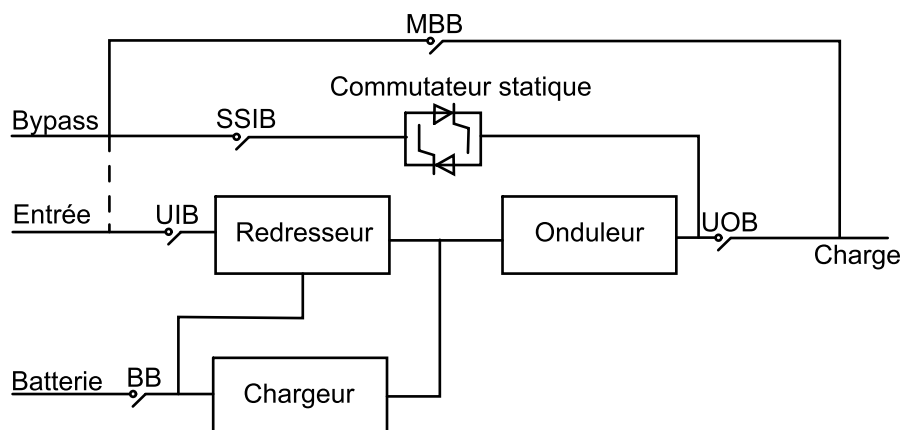 MBB
Commutateur statique
Bypass
SSIB
Entrée
UIB
Redresseur
Onduleur
UOB
Charge
Batterie
BB
Chargeur